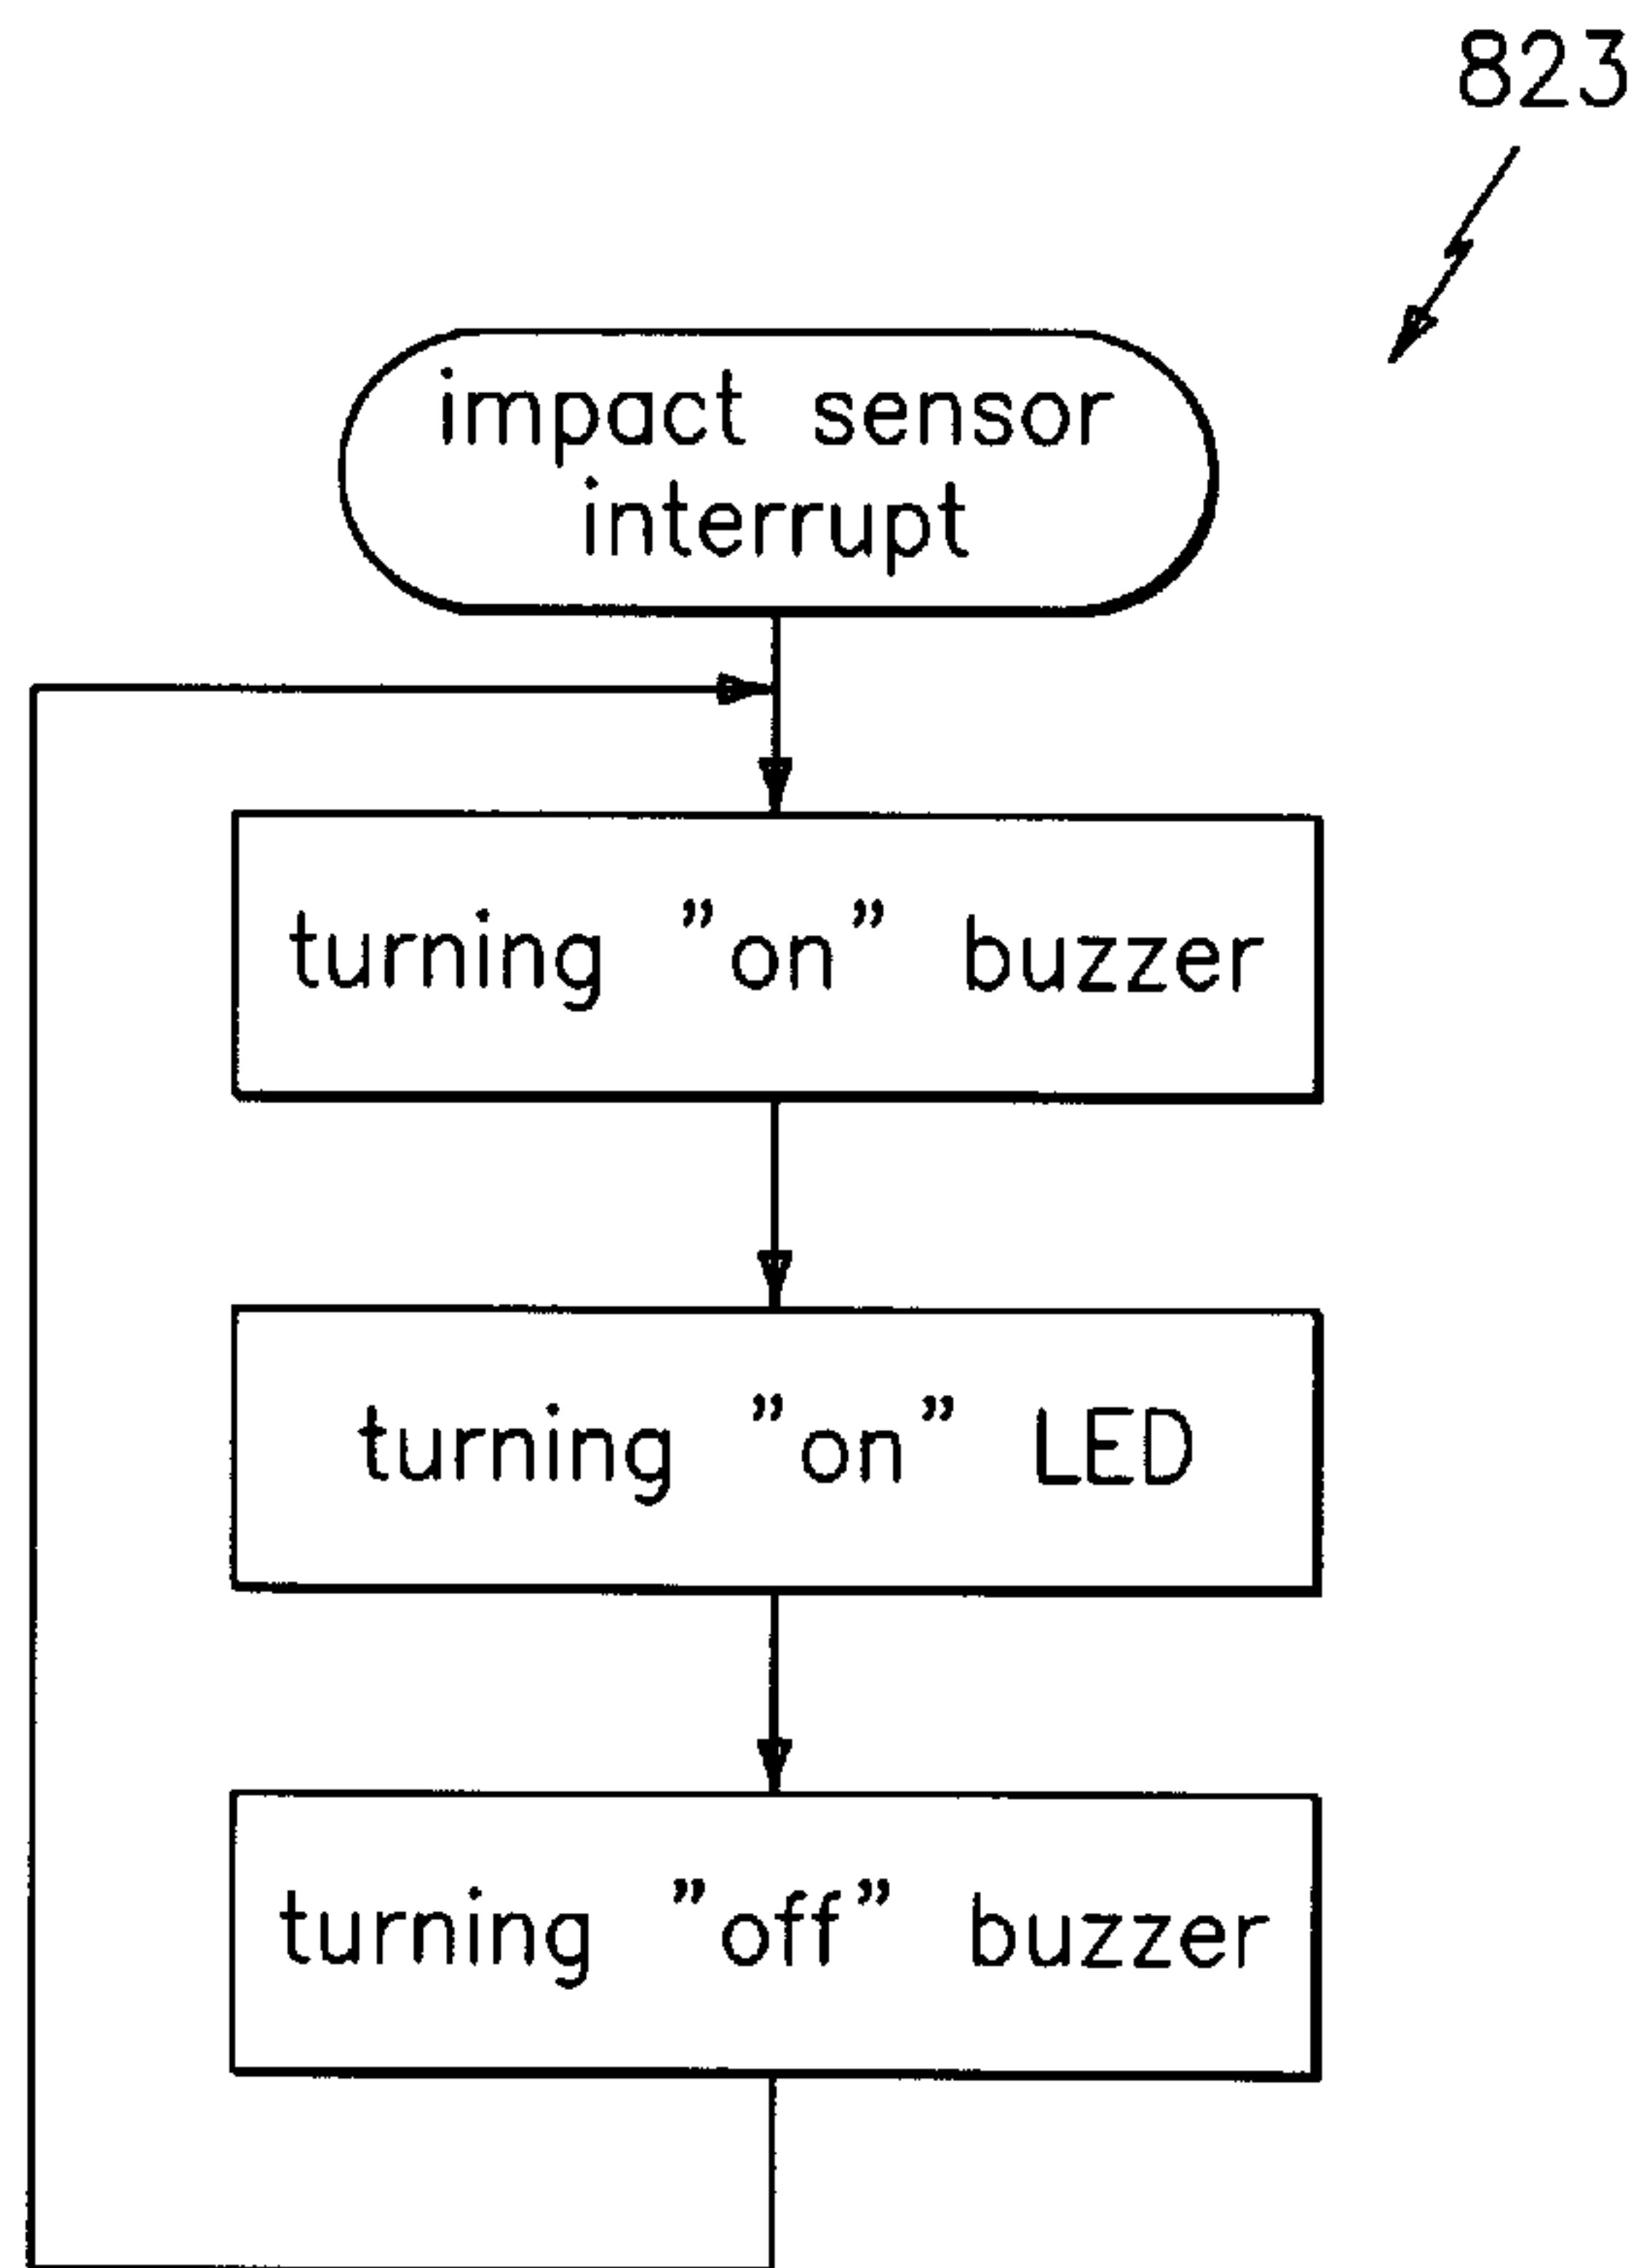 823
impact sensor
interrupt
turning ”on” buzzer
turning ”on” LED
turning ”off” buzzer